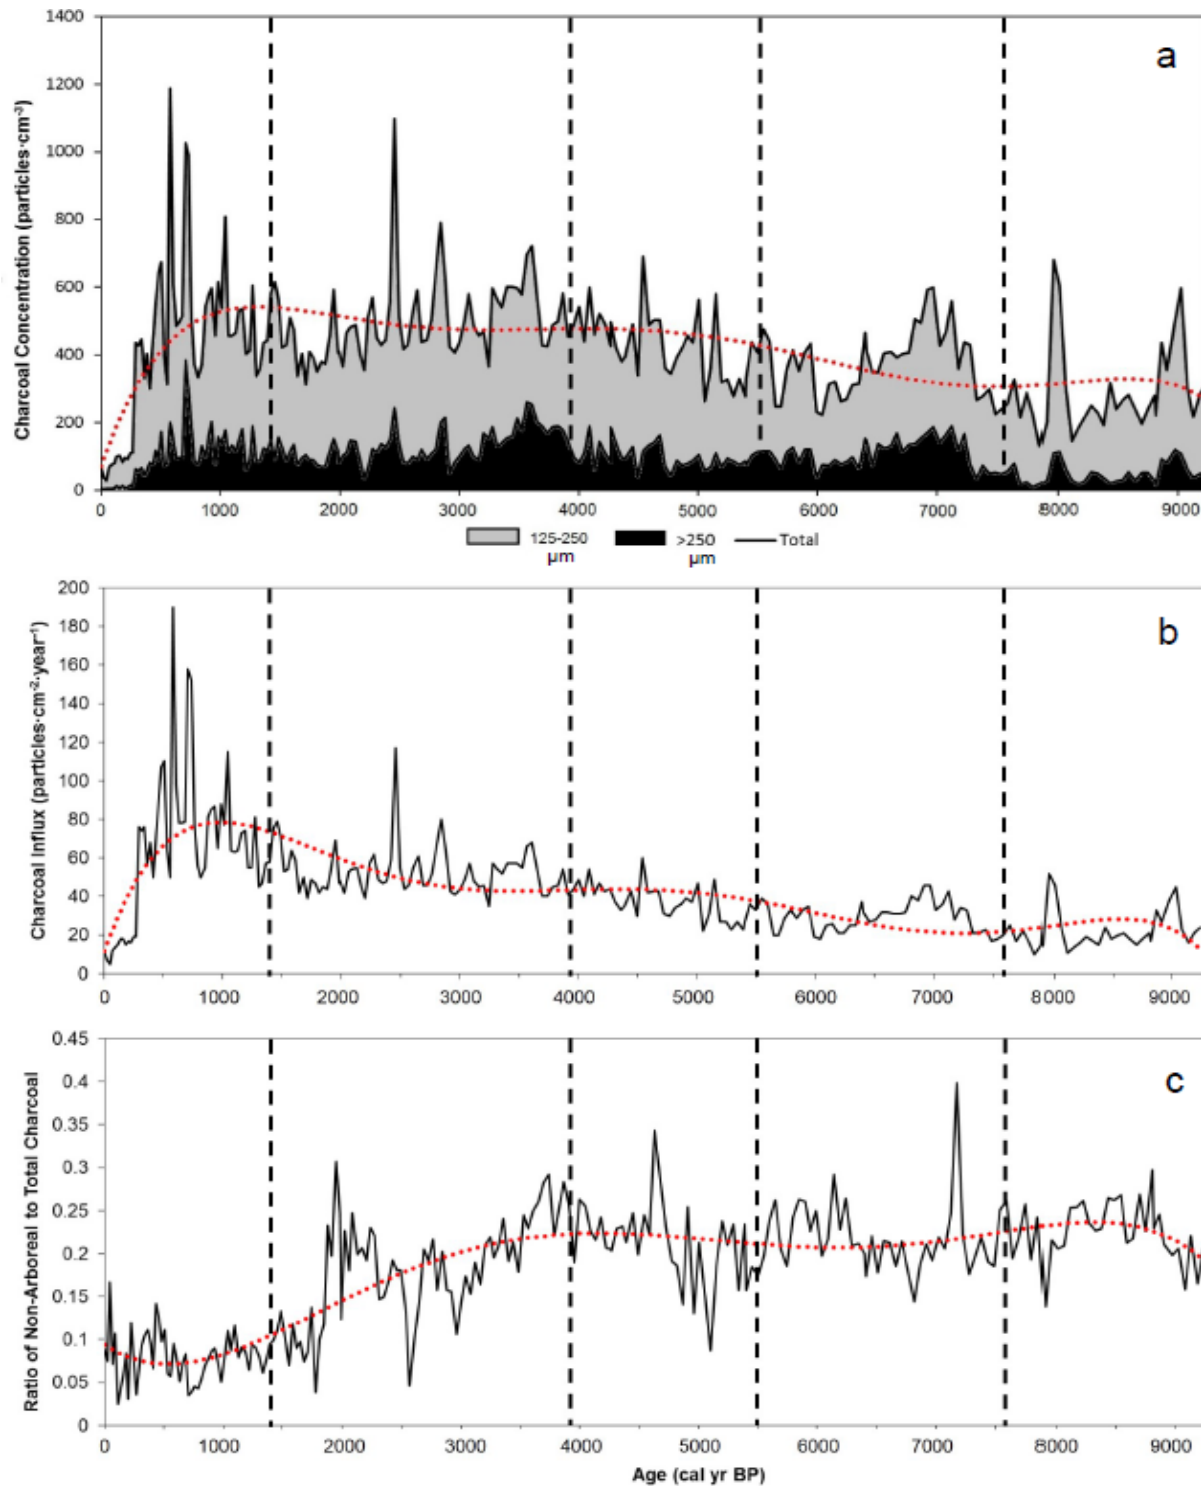 a
Charcoal Concentration (particles·cm⁻³)
1400
1200
1000
800
600
400
200
0
0 1000 2000 3000 4000 5000 6000 7000 8000 9000
125-250 µm >250 µm Total
b
Charcoal Influx (particles·cm⁻²·year⁻¹)
200
180
160
140
120
100
80
60
40
20
0
0 1000 2000 3000 4000 5000 6000 7000 8000 9000
c
Ratio of Non-Arboreal to Total Charcoal
0.45
0.4
0.35
0.3
0.25
0.2
0.15
0.1
0.05
0
0 1000 2000 3000 4000 5000 6000 7000 8000 9000
Age (cal yr BP)